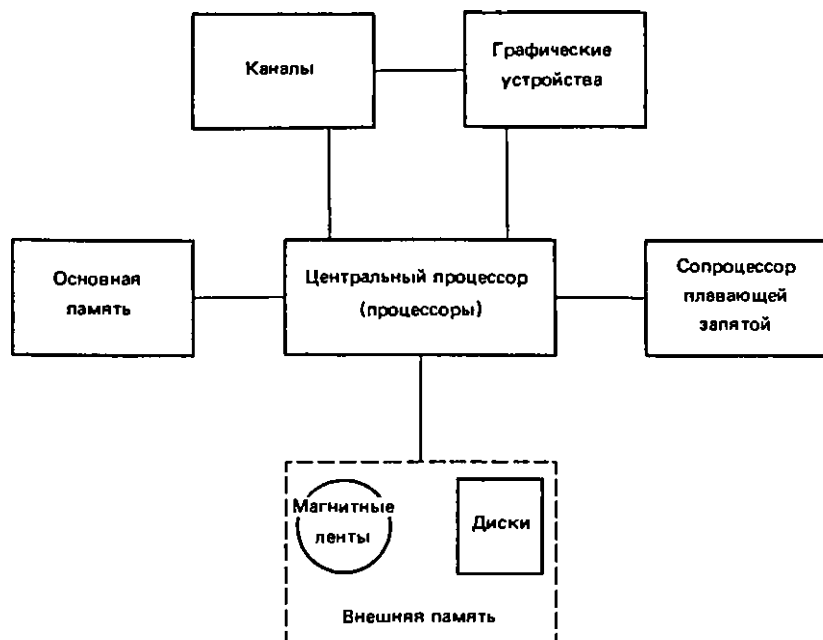 Каналы
Графические
устройства
Основная
память
Центральный процессор
(процессоры)
Сопроцессор
плавающей
запятой
Магнитные
ленты
Диски
Внешняя память